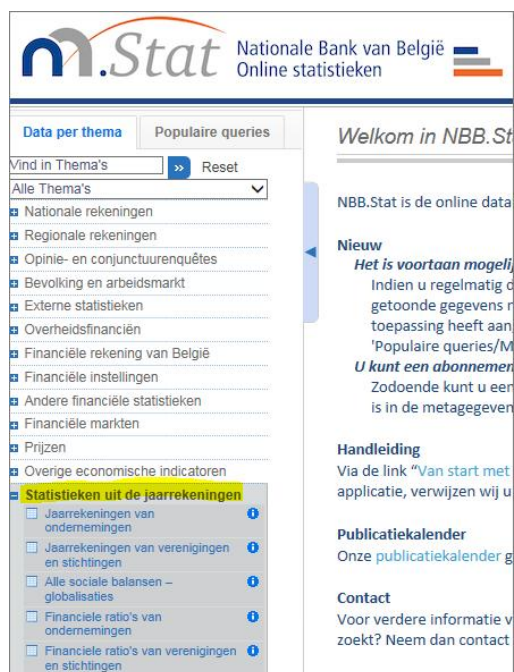 n.Stat Nationale Bank van België
Online statistieken
Data per thema Populaire queries
Vind in Thema's » Reset
Alle Thema's
Nationale rekeningen
Regionale rekeningen
Opinie- en conjunctuurenquêtes
Bevolking en arbeidsmarkt
Externe statistieken
Overheidsfinanciën
Financiële rekening van België
Financiële instellingen
Andere financiële statistieken
Financiële markten
Prijzen
Overige economische indicatoren
Statistieken uit de jaarrekeningen
Jaarrekeningen van
ondernemingen
Jaarrekeningen van verenigingen
en stichtingen
Alle sociale balansen –
globalisaties
Financiele ratio's van
ondernemingen
Financiele ratio's van verenigingen
en stichtingen
Welkom in NBB.St
NBB.Stat is de online data
Nieuw
Het is voortaan mogelij
Indien u regelmatig d
getoonde gegevens r
toepassing heeft aan
'Populaire queries/M
U kunt een abonnemen
Zodoende kunt u een
is in de metagegeven
Handleiding
Via de link “Van start met
applicatie, verwijzen wij u
Publicatiekalender
Onze publicatiekalender g
Contact
Voor verdere informatie v
zoekt? Neem dan contact